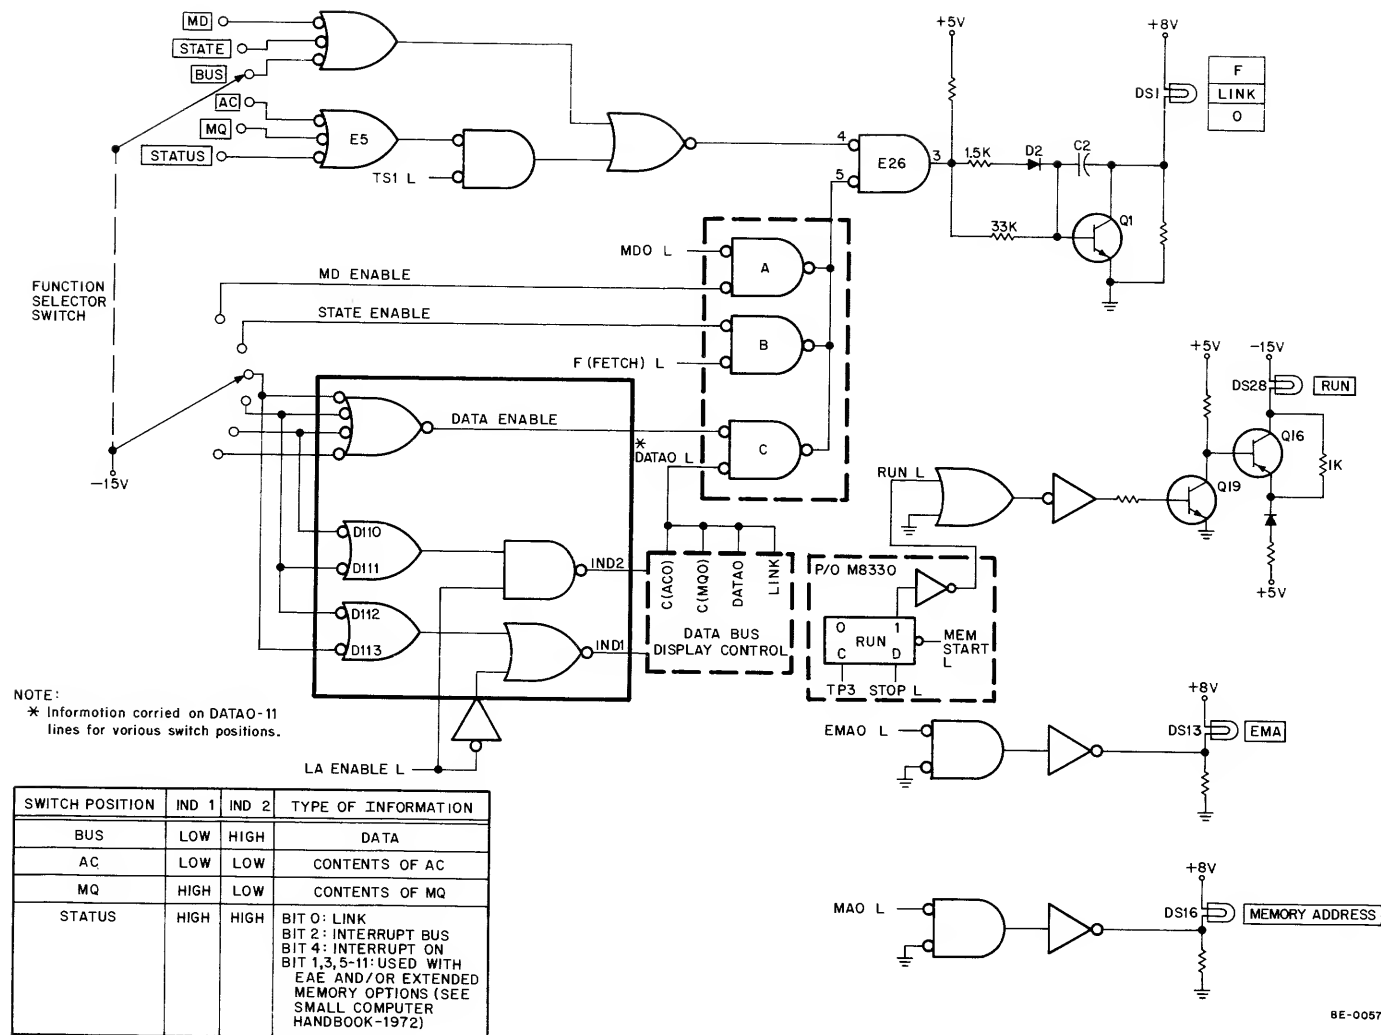 MD
STATE
BUS
AC
MQ
STATUS
E5
TS1 L
4
5
E26
3
+5V
1.5K
D2
C2
33K
Q1
+8V
DS1
F
LINK
O
FUNCTION
SELECTOR
SWITCH
-15V
MD ENABLE
STATE ENABLE
MDO L
F (FETCH) L
A
B
C
DATA ENABLE
*
DATAO L
D110
D111
D112
D113
IND2
IND1
LA ENABLE L
C(ACO)
C(MQO)
DATAO
LINK
DATA BUS
DISPLAY CONTROL
RUN L
P/O M8330
O 1
RUN
C D
MEM
START
L
TP3
STOP L
+5V
-15V
DS28
RUN
Q16
1K
Q19
+5V
EMAO L
+8V
DS13
EMA
MAO L
+8V
DS16
MEMORY ADDRESS
NOTE:
* Informotion corried on DATAO-11
lines for vorious switch positions.
SWITCH POSITION IND 1 IND 2 TYPE OF INFORMATION
BUS LOW HIGH DATA
AC LOW LOW CONTENTS OF AC
MQ HIGH LOW CONTENTS OF MQ
STATUS HIGH HIGH BIT O: LINK
BIT 2: INTERRUPT BUS
BIT 4: INTERRUPT ON
BIT 1,3,5-11: USED WITH
EAE AND/OR EXTENDED
MEMORY OPTIONS (SEE
SMALL COMPUTER
HANDBOOK-1972)
8E-0057